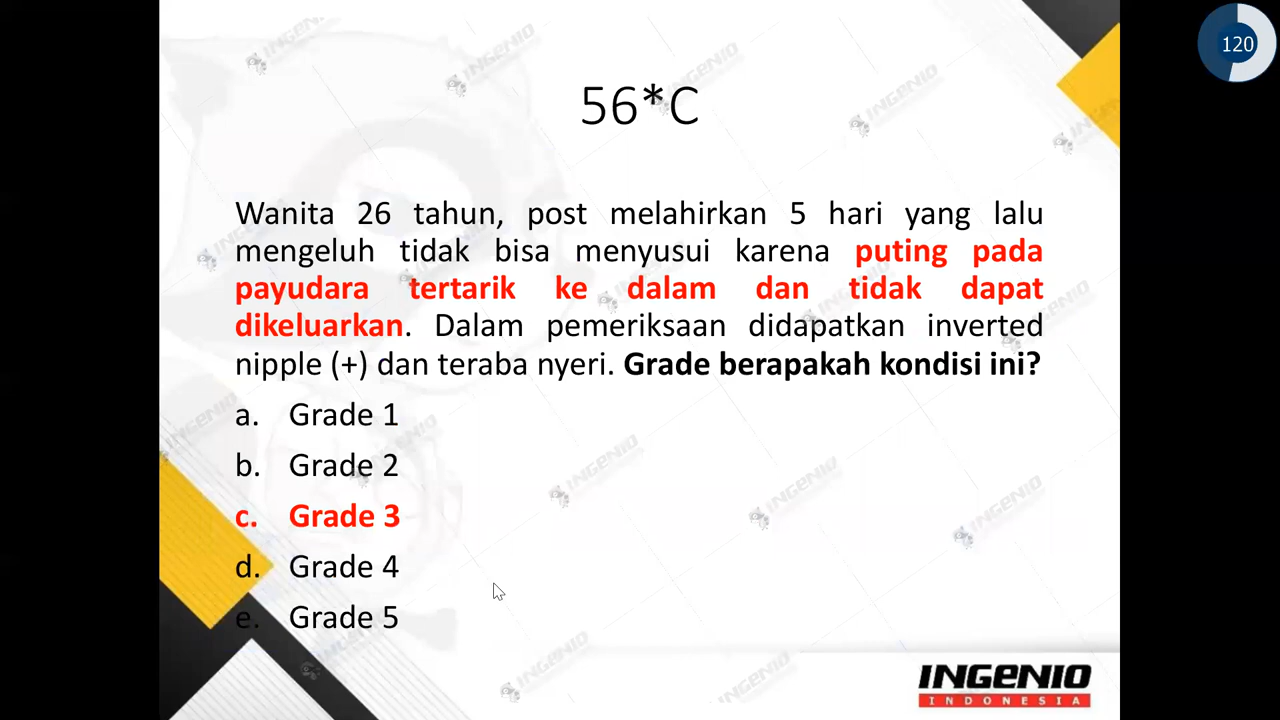 120
56*C
Wanita 26 tahun, post melahirkan 5 hari yang lalu
mengeluh tidak bisa menyusui karena puting pada
payudara tertarik ke dalam dan tidak dapat
dikeluarkan. Dalam pemeriksaan didapatkan inverted
nipple (+) dan teraba nyeri. Grade berapakah kondisi ini?
a. Grade 1
b. Grade 2
c. Grade 3
d. Grade 4
e. Grade 5
INGENIO
INDONESIA